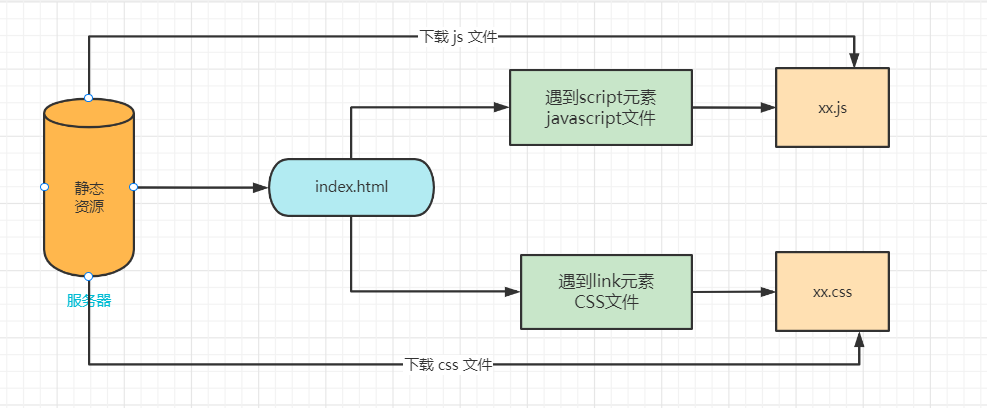 下载 js 文件
遇到script元素
javascript文件
xx.js
静态
资源
index.html
服务器
遇到link元素
CSS文件
xx.css
下载 css 文件